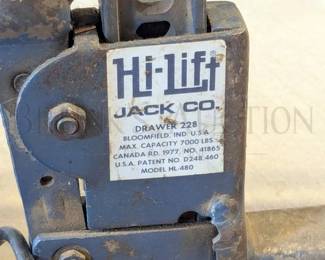 Hi-Lift
JACK CO.
DRAWER 228
BLOOMFIELD, IND. U.S.A.
MAX. CAPACITY 7000 LBS.
CANADA RD. 1977, NO. 41865
U.S.A. PATENT NO. D248.460
MODEL HL-480